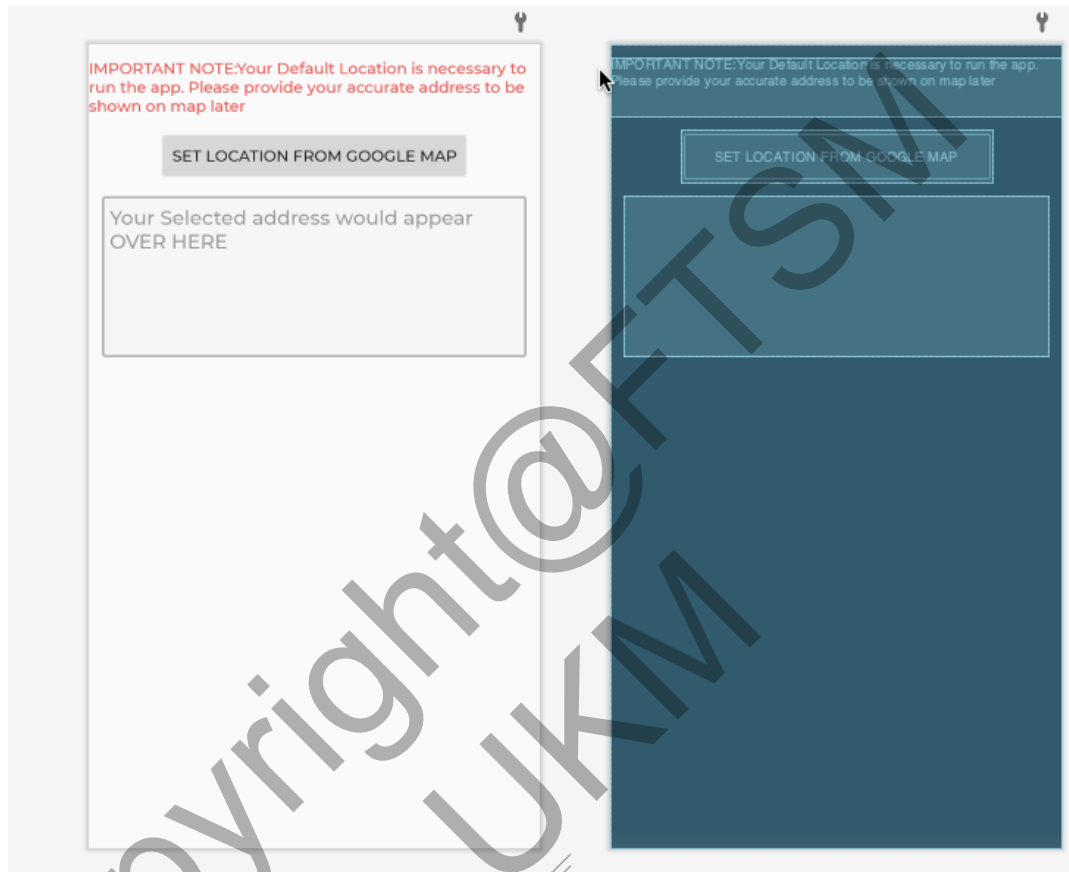 IMPORTANT NOTE:Your Default Location is necessary to
run the app. Please provide your accurate address to be
shown on map later
SET LOCATION FROM GOOGLE MAP
Your Selected address would appear
OVER HERE
IMPORTANT NOTE:Your Default Location is necessary to run the app.
Please provide your accurate address to be shown on map later
SET LOCATION FROM GOOGLE MAP
pyright@FTSM
UKM